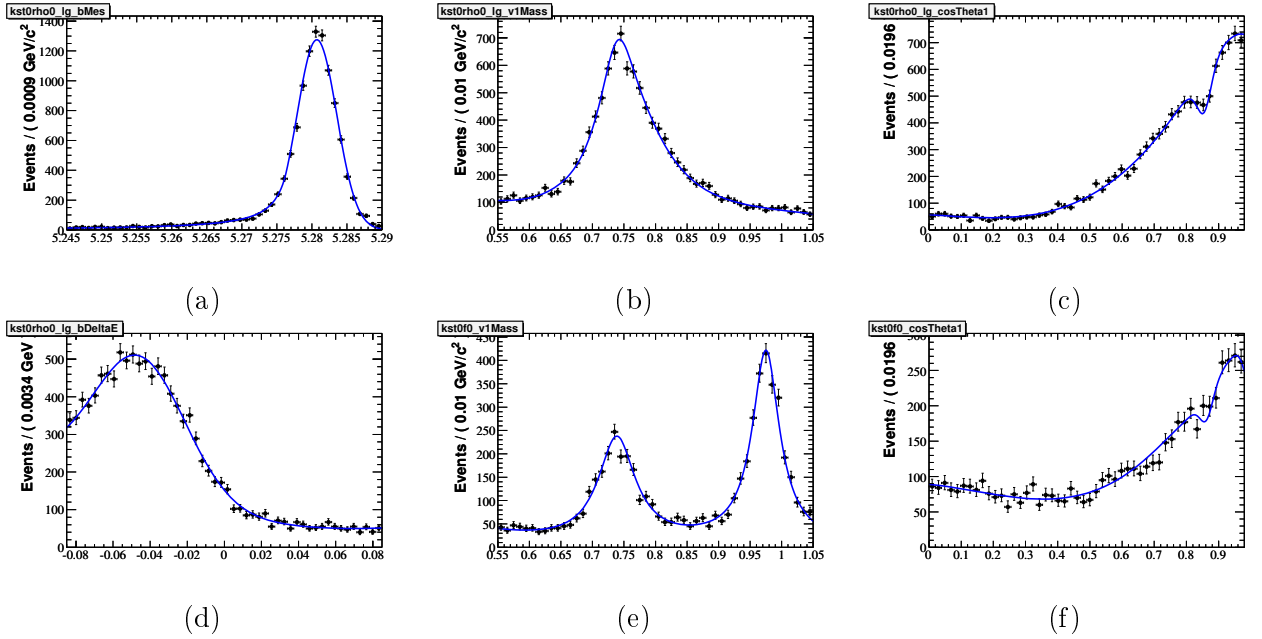 kst0rho0_lg_bMes
Events / ( 0.0009 GeV/c²
0 200 400 600 800 1000 1200 1400
5.245 5.25 5.255 5.26 5.265 5.27 5.275 5.28 5.285 5.29
(a)
kst0rho0_lg_v1Mass
Events / ( 0.01 GeV/c²
0 100 200 300 400 500 600 700
0.55 0.6 0.65 0.7 0.75 0.8 0.85 0.9 0.95 1 1.05
(b)
kst0rho0_lg_cosTheta1
Events / ( 0.0196
0 100 200 300 400 500 600 700
0 0.1 0.2 0.3 0.4 0.5 0.6 0.7 0.8 0.9
(c)
kst0rho0_lg_bDeltaE
Events / ( 0.0034 GeV
0 100 200 300 400 500
-0.08 -0.06 -0.04 -0.02 0 0.02 0.04 0.06 0.08
(d)
kst0f0_v1Mass
Events / ( 0.01 GeV/c²
0 50 100 150 200 250 300 350 400 450
0.55 0.6 0.65 0.7 0.75 0.8 0.85 0.9 0.95 1 1.05
(e)
kst0f0_cosTheta1
Events / ( 0.0196
0 50 100 150 200 250 300
0 0.1 0.2 0.3 0.4 0.5 0.6 0.7 0.8 0.9
(f)